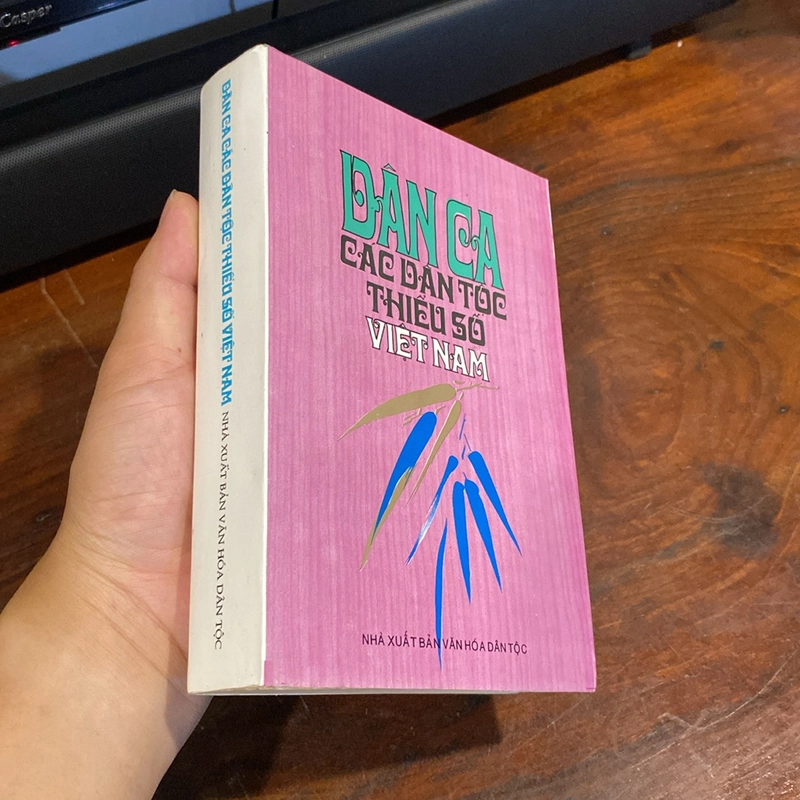 Casper
DÂN CA CÁC DÂN TỘC THIỂU SỐ VIỆT NAM NHÀ XUẤT BẢN VĂN HÓA DÂN TỘC
DÂN CA
CÁC DÂN TỘC
THIỂU SỐ
VIỆT NAM
NHÀ XUẤT BẢN VĂN HÓA DÂN TỘC